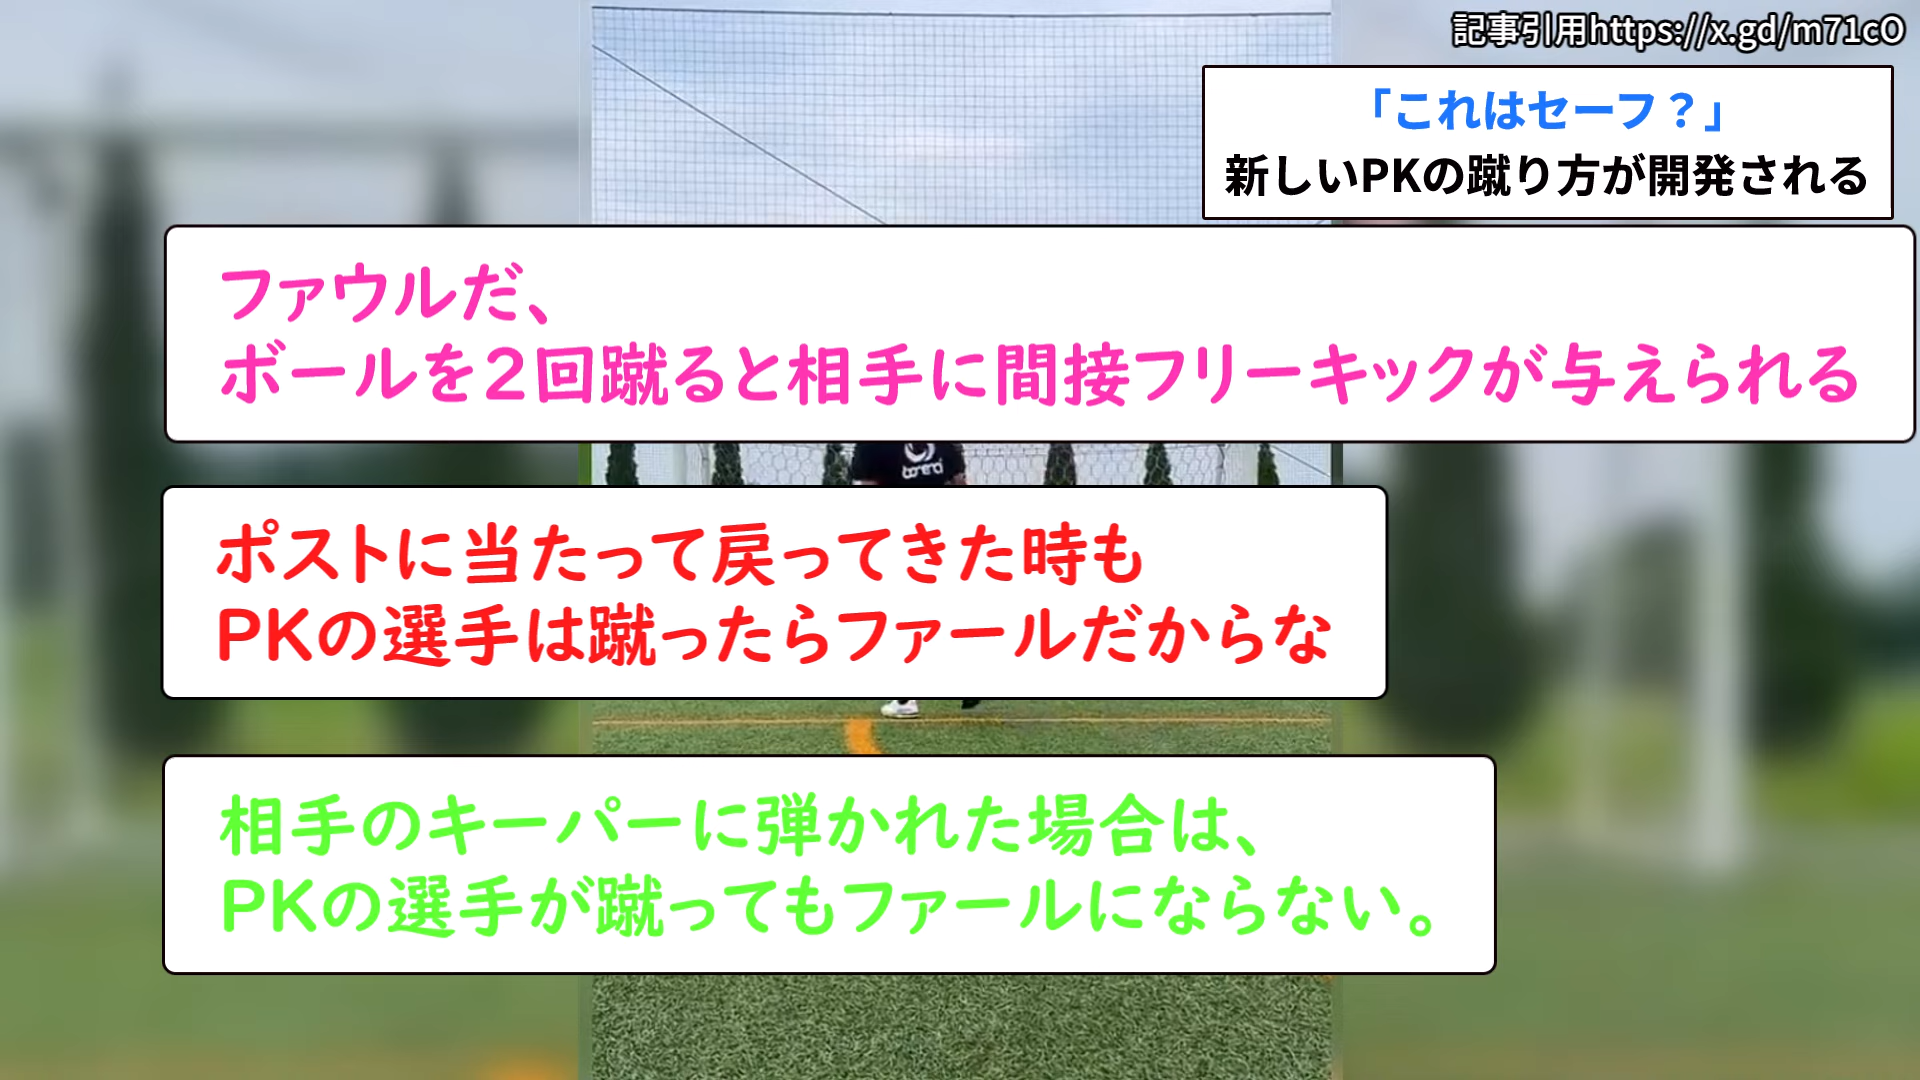 記事引用https://x.gd/m71cO
「これはセーフ？」
新しいPKの蹴り方が開発される
ファウルだ、
ボールを2回蹴ると相手に間接フリーキックが与えられる
ポストに当たって戻ってきた時も
PKの選手は蹴ったらファールだからな
相手のキーパーに弾かれた場合は、
PKの選手が蹴ってもファールにならない。